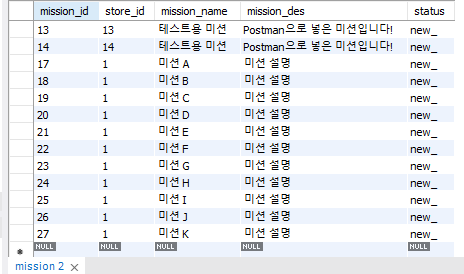 mission_id store_id mission_name mission_des status
13 13 테스트용 미션 Postman으로 넣은 미션입니다! new_
14 14 테스트용 미션 Postman으로 넣은 미션입니다! new_
17 1 미션 A 미션 설명 new_
18 1 미션 B 미션 설명 new_
19 1 미션 C 미션 설명 new_
20 1 미션 D 미션 설명 new_
21 1 미션 E 미션 설명 new_
22 1 미션 F 미션 설명 new_
23 1 미션 G 미션 설명 new_
24 1 미션 H 미션 설명 new_
25 1 미션 I 미션 설명 new_
26 1 미션 J 미션 설명 new_
27 1 미션 K 미션 설명 new_
NULL NULL NULL NULL NULL
mission 2